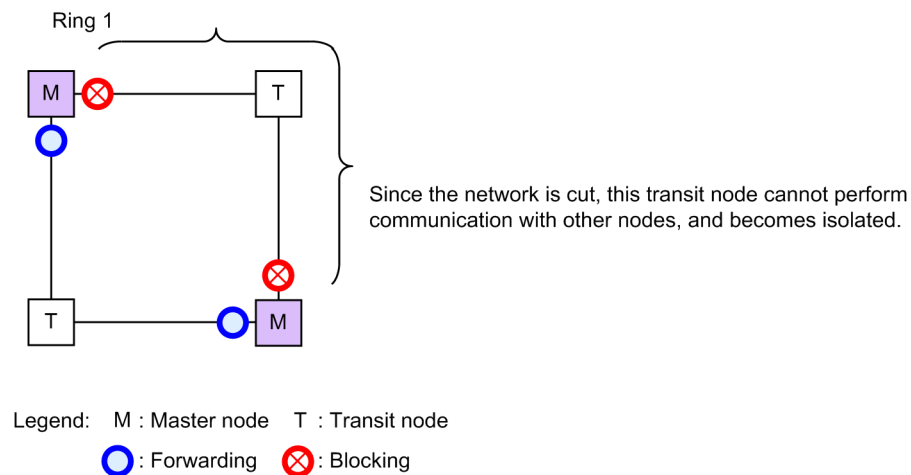 Ring 1
M
T
Since the network is cut, this transit node cannot perform
communication with other nodes, and becomes isolated.
T
M
Legend: M : Master node T : Transit node
: Forwarding : Blocking